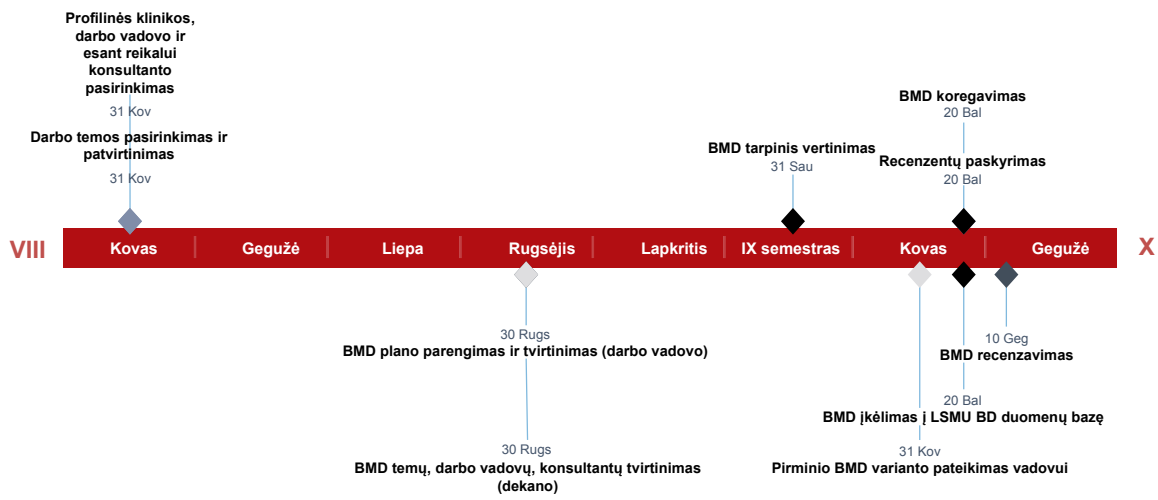 Profilinės klinikos,
darbo vadovo ir
esant reikalui
konsultanto
pasirinkimas
31 Kov
Darbo temos pasirinkimas ir
patvirtinimas
31 Kov
BMD tarpinis vertinimas
31 Sau
BMD koregavimas
20 Bal
Recenzentų paskyrimas
20 Bal
VIII
Kovas
Gegužė
Liepa
Rugsėjis
Lapkritis
IX semestras
Kovas
Gegužė
X
30 Rugs
BMD plano parengimas ir tvirtinimas (darbo vadovo)
30 Rugs
BMD temų, darbo vadovų, konsultantų tvirtinimas
(dekano)
10 Geg
BMD recenzavimas
20 Bal
BMD įkėlimas į LSMU BD duomenų bazę
31 Kov
Pirminio BMD varianto pateikimas vadovui